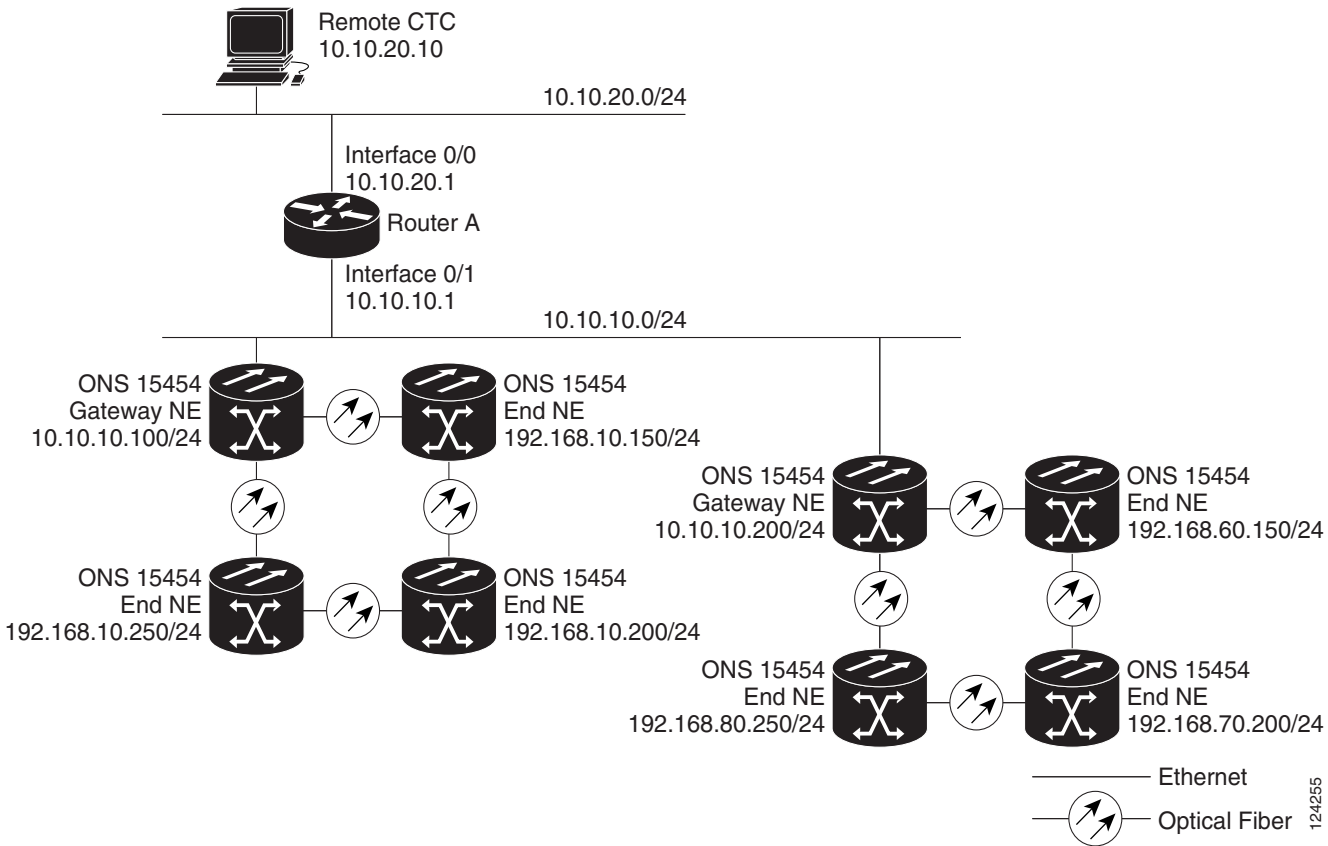 Remote CTC
10.10.20.10
10.10.20.0/24
Interface 0/0
10.10.20.1
Router A
Interface 0/1
10.10.10.1
10.10.10.0/24
ONS 15454
Gateway NE
10.10.10.100/24
ONS 15454
End NE
192.168.10.150/24
ONS 15454
Gateway NE
10.10.10.200/24
ONS 15454
End NE
192.168.60.150/24
ONS 15454
End NE
192.168.10.250/24
ONS 15454
End NE
192.168.10.200/24
ONS 15454
End NE
192.168.80.250/24
ONS 15454
End NE
192.168.70.200/24
Ethernet
Optical Fiber
124255